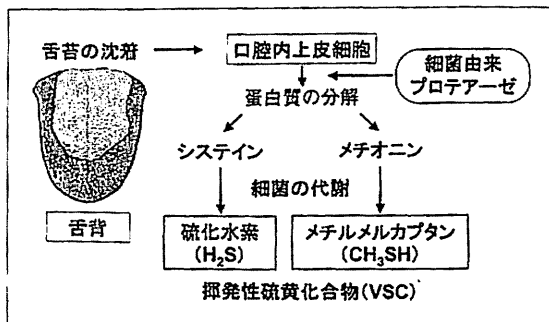 舌苔の沈着
口腔内上皮細胞
細菌由来
プロテアーゼ
蛋白質の分解
システイン
メチオニン
細菌の代謝
舌背
硫化水素
(H₂S)
メチルメルカプタン
(CH₃SH)
揮発性硫黄化合物(VSC)